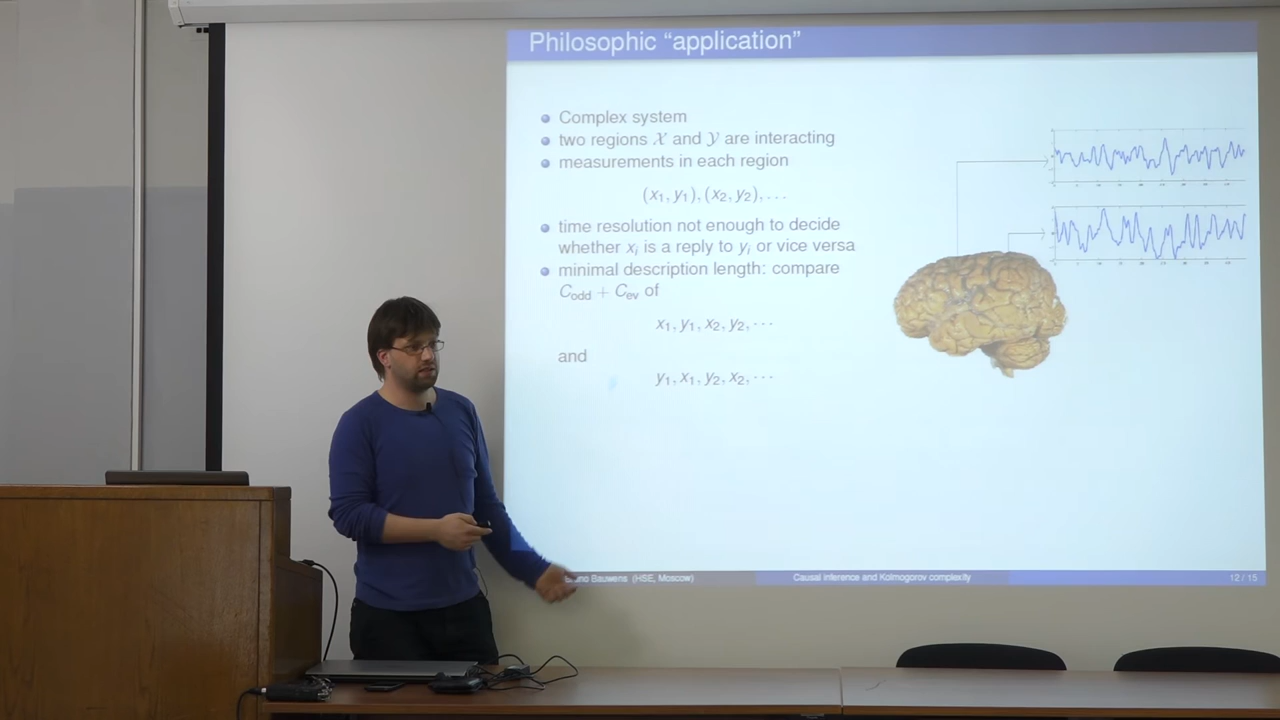 Philosophic “application”
Complex system
two regions 𝒳 and 𝒴 are interacting
measurements in each region
(x₁, y₁), (x₂, y₂), . . .
time resolution not enough to decide
whether xᵢ is a reply to yᵢ or vice versa
minimal description length: compare
C_odd + C_ev of
x₁, y₁, x₂, y₂, · · ·
and
y₁, x₁, y₂, x₂, · · ·
Bauwens (HSE, Moscow)
Causal inference and Kolmogorov complexity
12 / 15